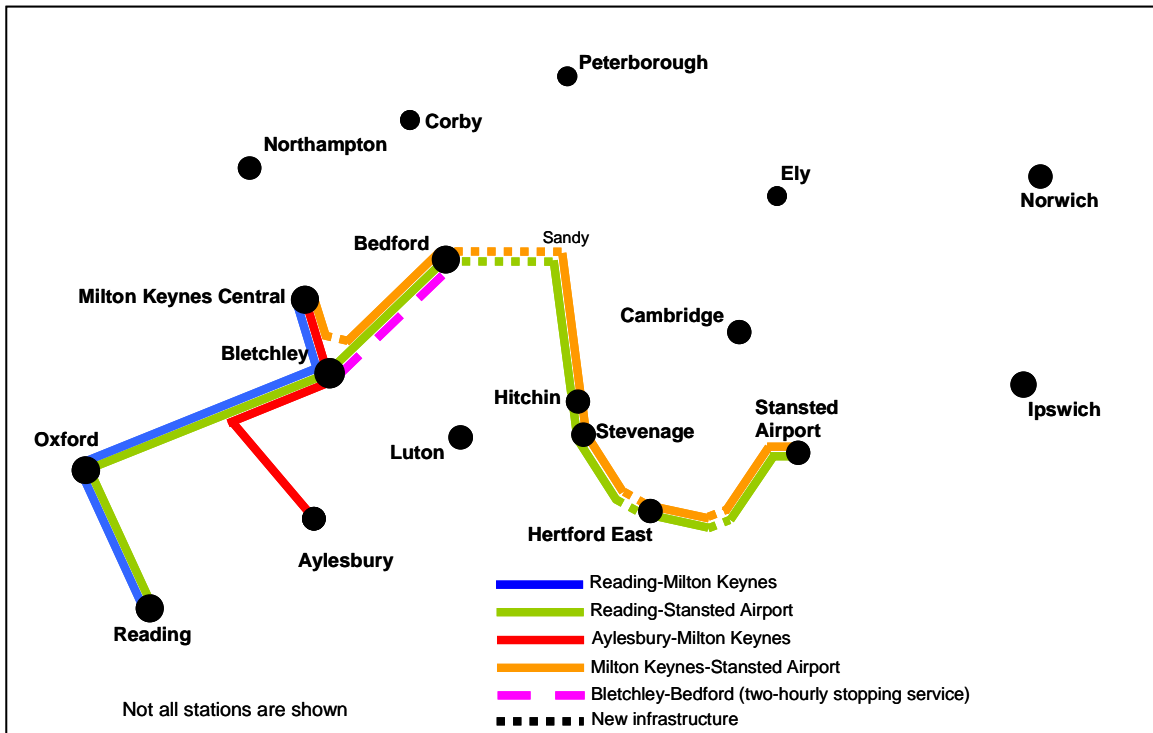 Peterborough
Corby
Northampton
Ely
Norwich
Bedford
Sandy
Milton Keynes Central
Cambridge
Bletchley
Hitchin
Stansted
Airport
Ipswich
Oxford
Luton
Stevenage
Hertford East
Aylesbury
Reading
Reading-Milton Keynes
Reading-Stansted Airport
Aylesbury-Milton Keynes
Milton Keynes-Stansted Airport
Bletchley-Bedford (two-hourly stopping service)
New infrastructure
Not all stations are shown